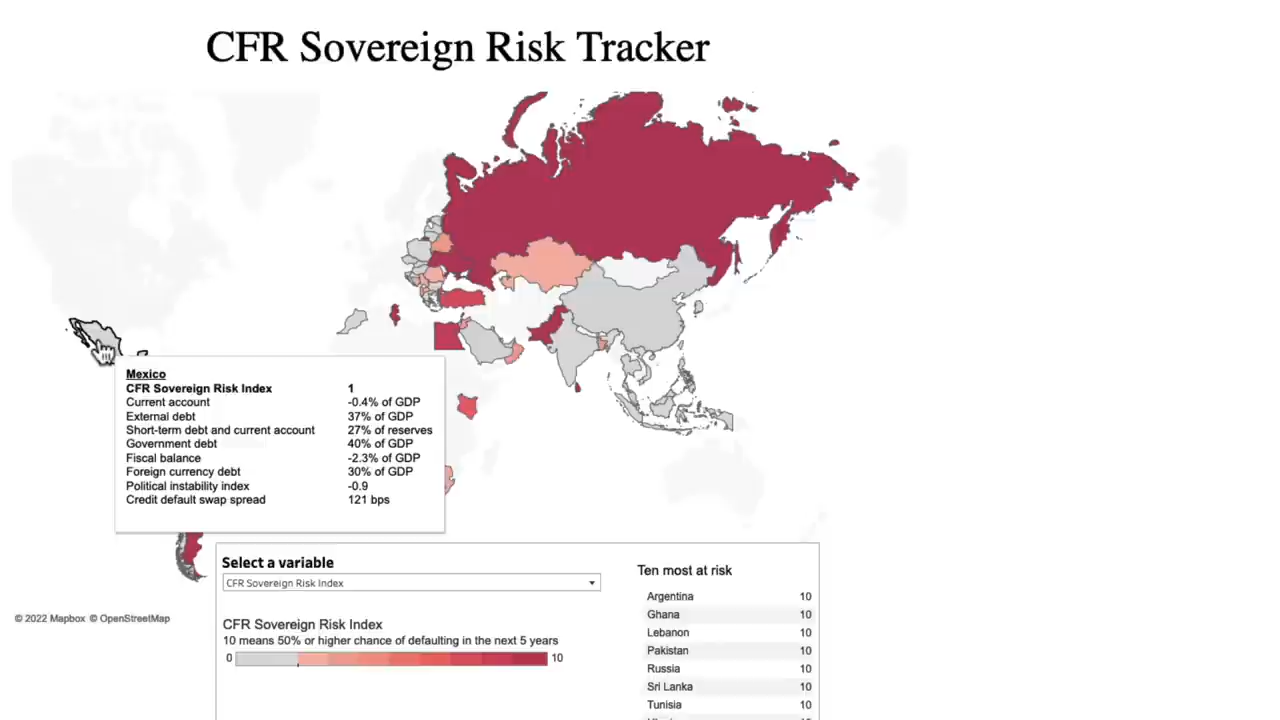 CFR Sovereign Risk Tracker
Mexico
CFR Sovereign Risk Index 1
Current account -0.4% of GDP
External debt 37% of GDP
Short-term debt and current account 27% of reserves
Government debt 40% of GDP
Fiscal balance -2.3% of GDP
Foreign currency debt 30% of GDP
Political instability index -0.9
Credit default swap spread 121 bps
Select a variable
CFR Sovereign Risk Index
© 2022 Mapbox © OpenStreetMap
CFR Sovereign Risk Index
10 means 50% or higher chance of defaulting in the next 5 years
0 10
Ten most at risk
Argentina 10
Ghana 10
Lebanon 10
Pakistan 10
Russia 10
Sri Lanka 10
Tunisia 10